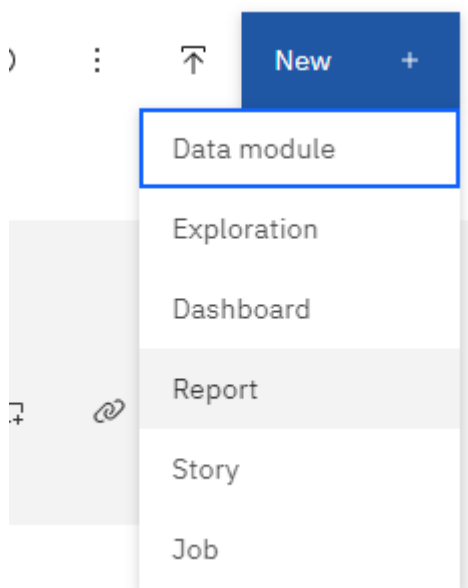 New +
Data module
Exploration
Dashboard
Report
Story
Job